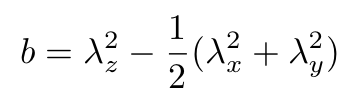 b = λ_z^2 − \frac{1}{2}(λ_x^2 + λ_y^2)